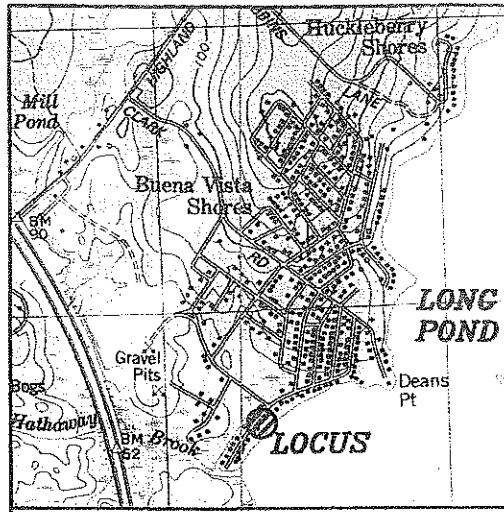 Huckleberry
Shores
HIGHLAND
100
LANE
Mill
Pond
CLARK
Buena Vista
Shores
BM
90
RD
LONG
POND
Gravel
Pits
Deans
Pt
Bogs
Hathaway
Brook
BM
52
LOCUS